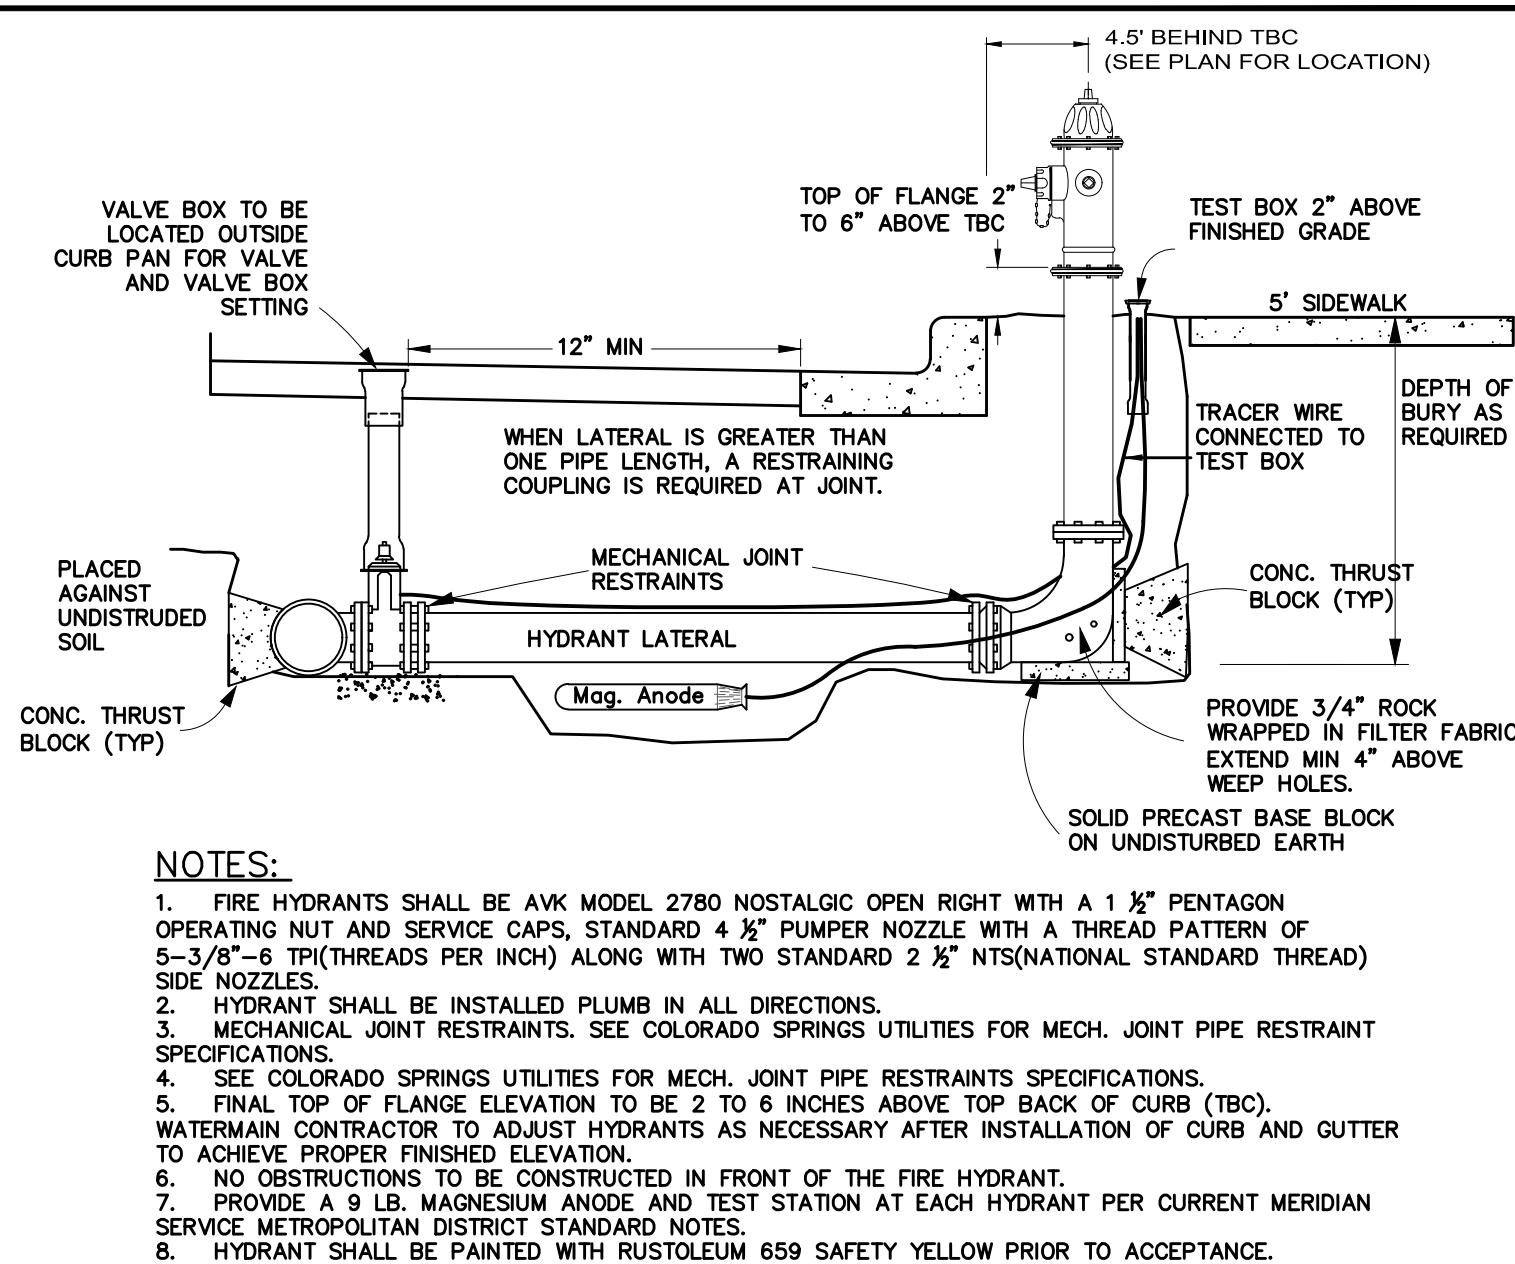 4.5' BEHIND TBC
(SEE PLAN FOR LOCATION)
VALVE BOX TO BE
LOCATED OUTSIDE
CURB PAN FOR VALVE
AND VALVE BOX
SETTING
TOP OF FLANGE 2"
TO 6" ABOVE TBC
TEST BOX 2" ABOVE
FINISHED GRADE
5' SIDEWALK
12" MIN
DEPTH OF
BURY AS
REQUIRED
TRACER WIRE
CONNECTED TO
TEST BOX
WHEN LATERAL IS GREATER THAN
ONE PIPE LENGTH, A RESTRAINING
COUPLING IS REQUIRED AT JOINT.
PLACED
AGAINST
UNDISTRUDED
SOIL
MECHANICAL JOINT
RESTRAINTS
CONC. THRUST
BLOCK (TYP)
HYDRANT LATERAL
Mag. Anode
CONC. THRUST
BLOCK (TYP)
PROVIDE 3/4" ROCK
WRAPPED IN FILTER FABRIC
EXTEND MIN 4" ABOVE
WEEP HOLES.
SOLID PRECAST BASE BLOCK
ON UNDISTURBED EARTH
NOTES:
1. FIRE HYDRANTS SHALL BE AVK MODEL 2780 NOSTALGIC OPEN RIGHT WITH A 1 ½" PENTAGON
OPERATING NUT AND SERVICE CAPS, STANDARD 4 ½" PUMPER NOZZLE WITH A THREAD PATTERN OF
5-3/8"-6 TPI(THREADS PER INCH) ALONG WITH TWO STANDARD 2 ½" NTS(NATIONAL STANDARD THREAD)
SIDE NOZZLES.
2. HYDRANT SHALL BE INSTALLED PLUMB IN ALL DIRECTIONS.
3. MECHANICAL JOINT RESTRAINTS. SEE COLORADO SPRINGS UTILITIES FOR MECH. JOINT PIPE RESTRAINT
SPECIFICATIONS.
4. SEE COLORADO SPRINGS UTILITIES FOR MECH. JOINT PIPE RESTRAINTS SPECIFICATIONS.
5. FINAL TOP OF FLANGE ELEVATION TO BE 2 TO 6 INCHES ABOVE TOP BACK OF CURB (TBC).
WATERMAIN CONTRACTOR TO ADJUST HYDRANTS AS NECESSARY AFTER INSTALLATION OF CURB AND GUTTER
TO ACHIEVE PROPER FINISHED ELEVATION.
6. NO OBSTRUCTIONS TO BE CONSTRUCTED IN FRONT OF THE FIRE HYDRANT.
7. PROVIDE A 9 LB. MAGNESIUM ANODE AND TEST STATION AT EACH HYDRANT PER CURRENT MERIDIAN
SERVICE METROPOLITAN DISTRICT STANDARD NOTES.
8. HYDRANT SHALL BE PAINTED WITH RUSTOLEUM 659 SAFETY YELLOW PRIOR TO ACCEPTANCE.